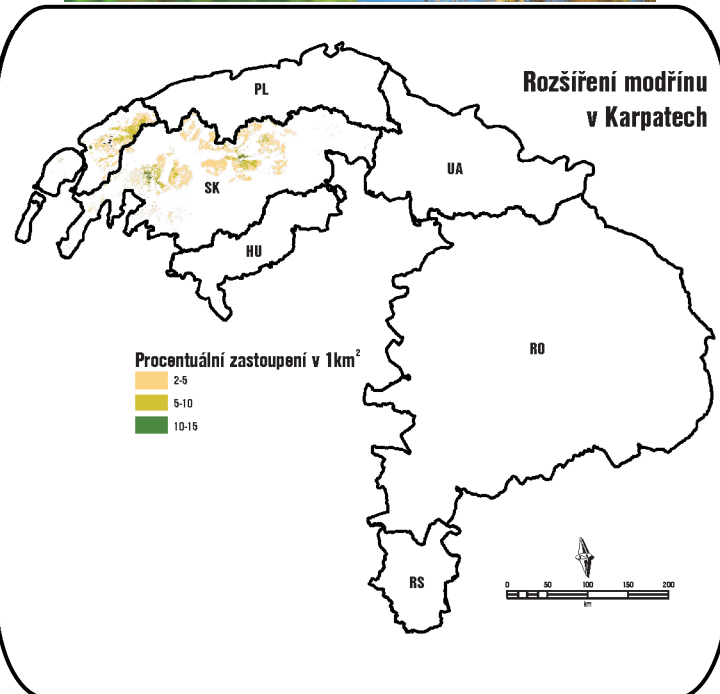 Rozšíření modřínu
v Karpatech
PL
UA
SK
HU
RO
Procentuální zastoupení v 1km²
2-5
5-10
10-15
RS
0 50 100 150 200
km